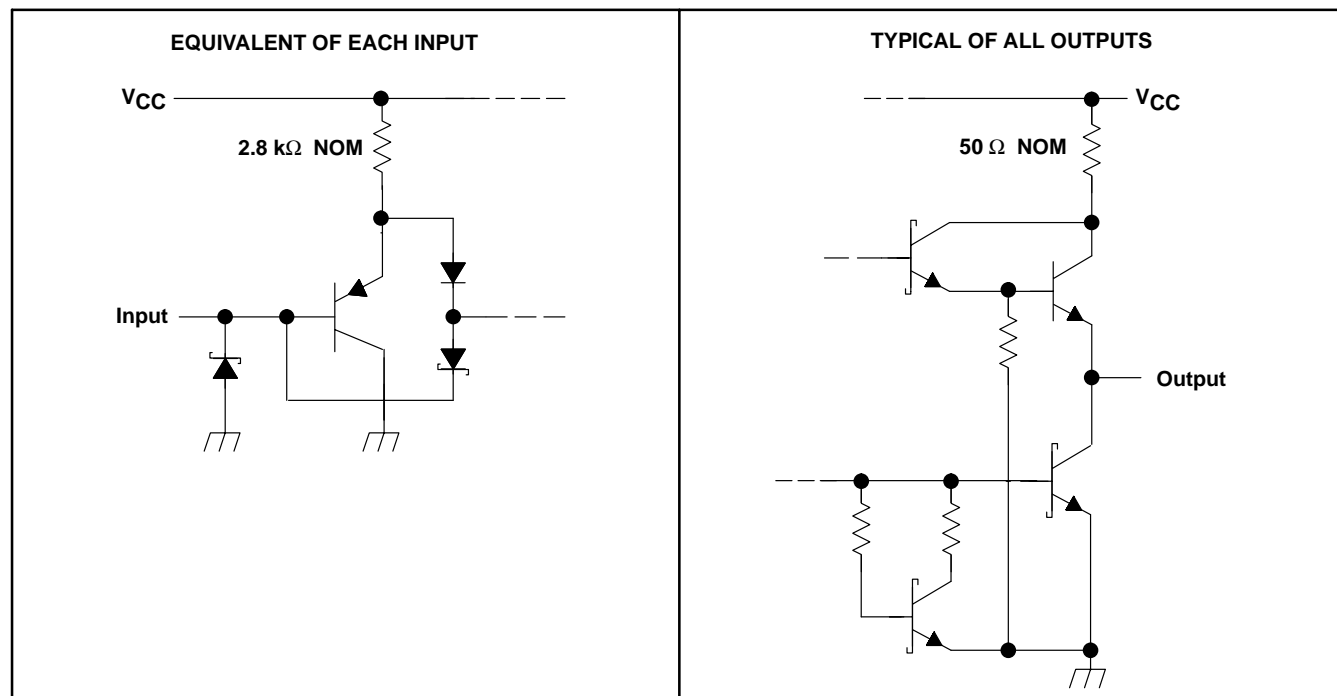 EQUIVALENT OF EACH INPUT
VCC
2.8 kΩ NOM
Input
TYPICAL OF ALL OUTPUTS
VCC
50 Ω NOM
Output